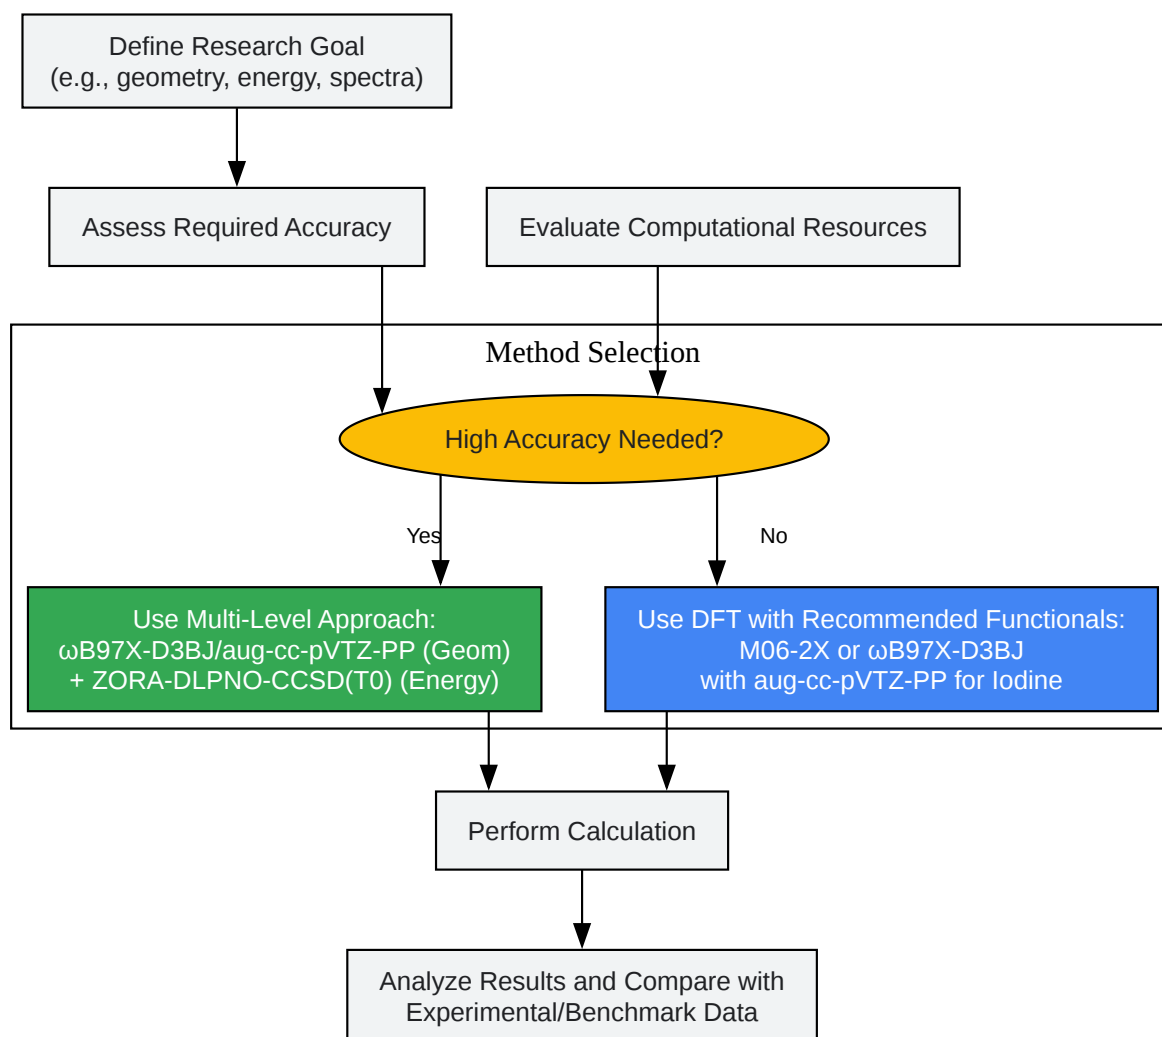 Define Research Goal
(e.g., geometry, energy, spectra)
Assess Required Accuracy
Evaluate Computational Resources
Method Selection
High Accuracy Needed?
Yes
No
Use Multi-Level Approach:
ωB97X-D3BJ/aug-cc-pVTZ-PP (Geom)
+ ZORA-DLPNO-CCSD(T0) (Energy)
Use DFT with Recommended Functionals:
M06-2X or ωB97X-D3BJ
with aug-cc-pVTZ-PP for Iodine
Perform Calculation
Analyze Results and Compare with
Experimental/Benchmark Data